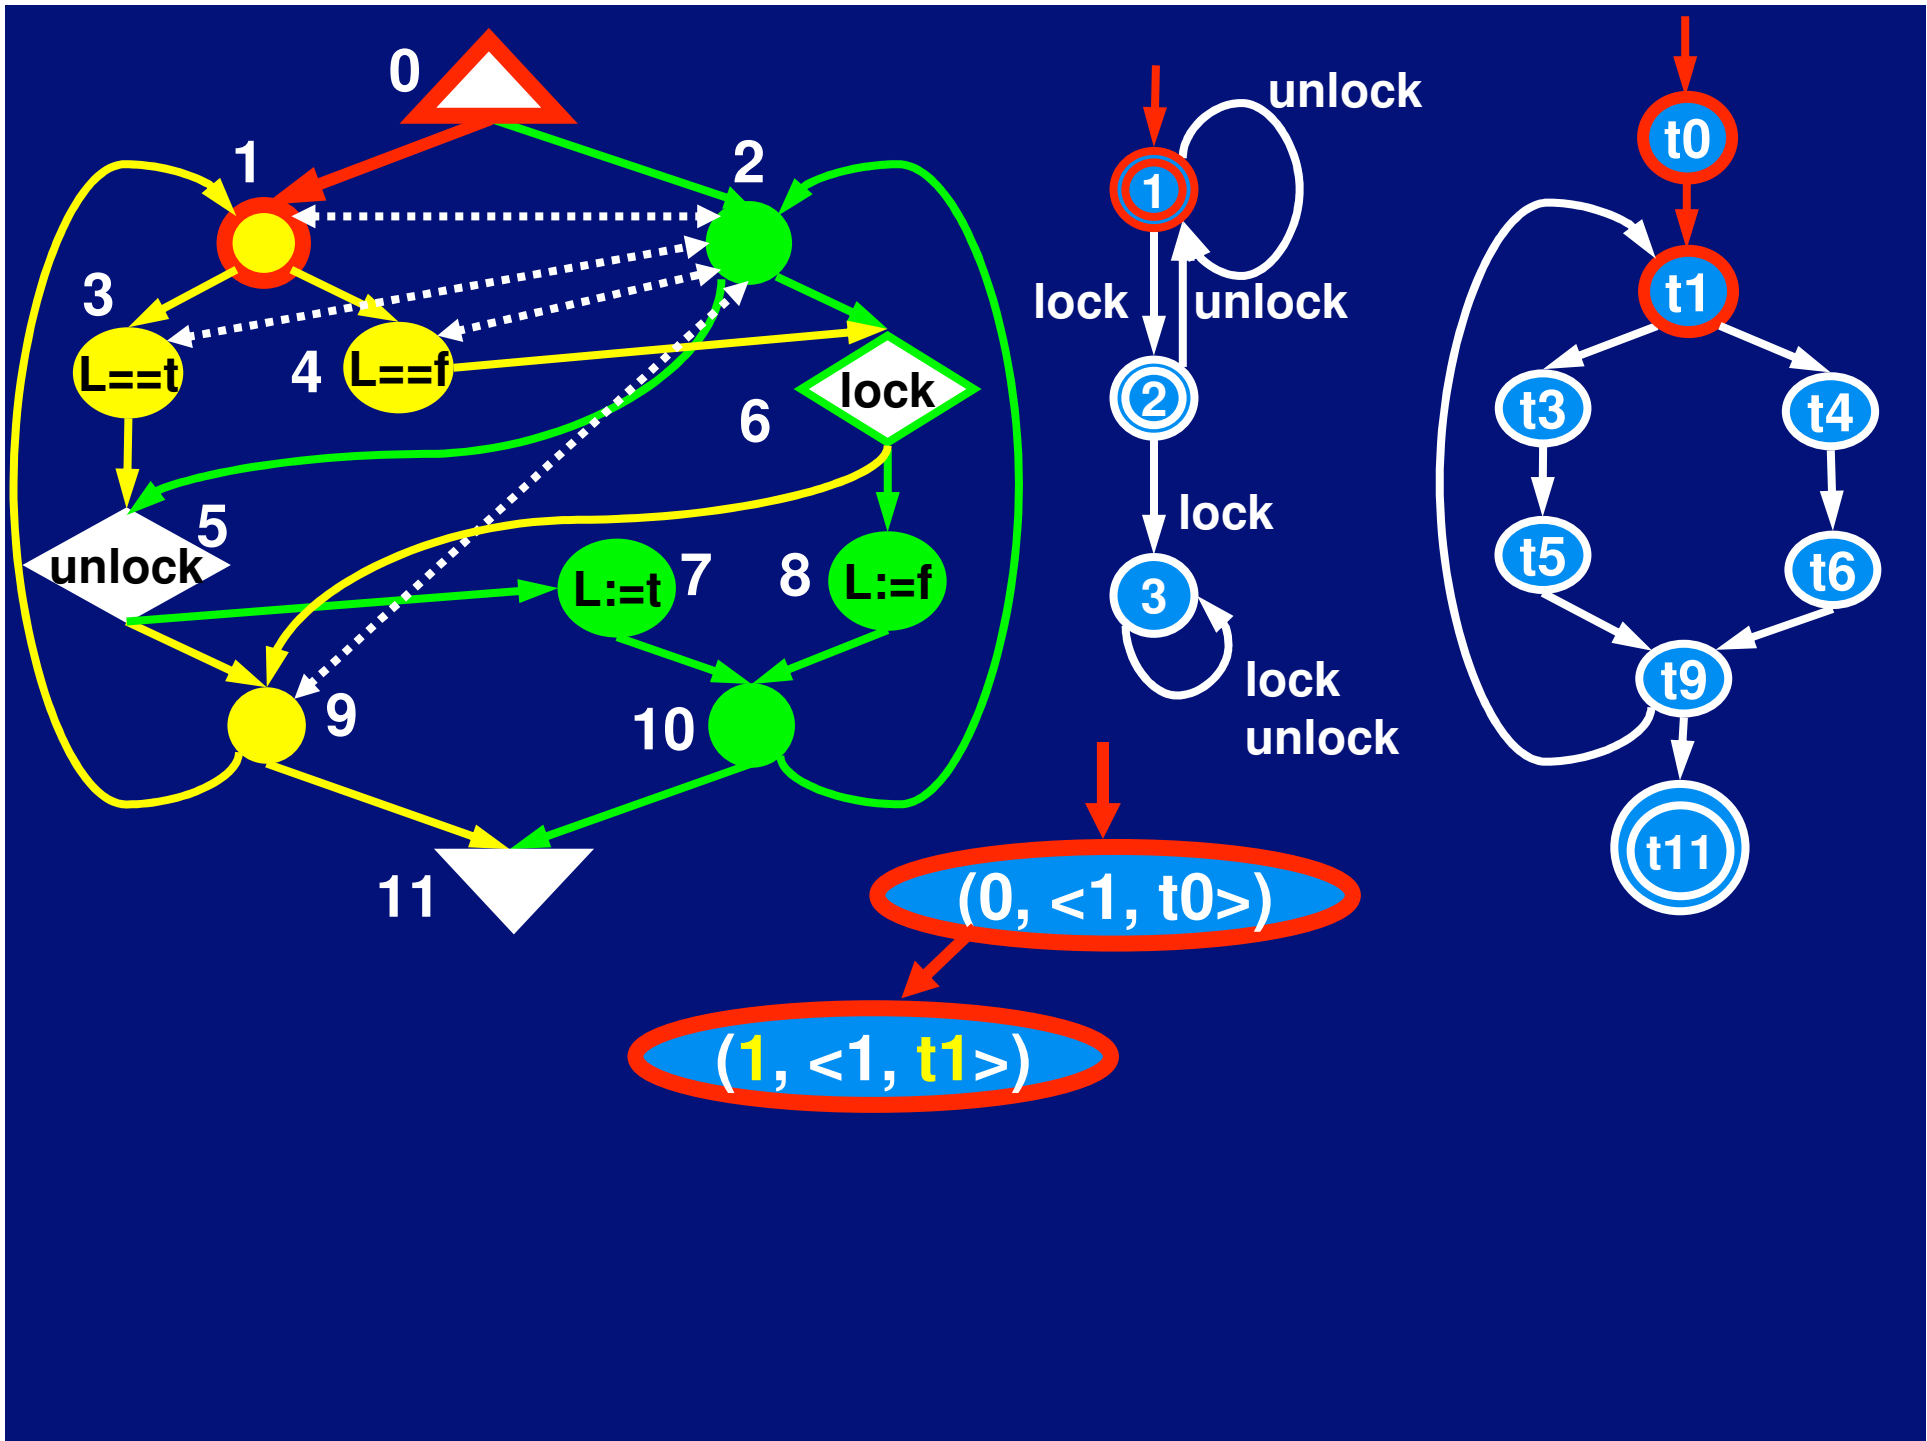 0
1
2
3
L==t
4
L==f
lock
6
5
unlock
L:=t
7
8
L:=f
9
10
11
unlock
1
lock
unlock
2
lock
3
lock
unlock
t0
t1
t3
t4
t5
t6
t9
t11
(0, <1, t0>)
(1, <1, t1>)